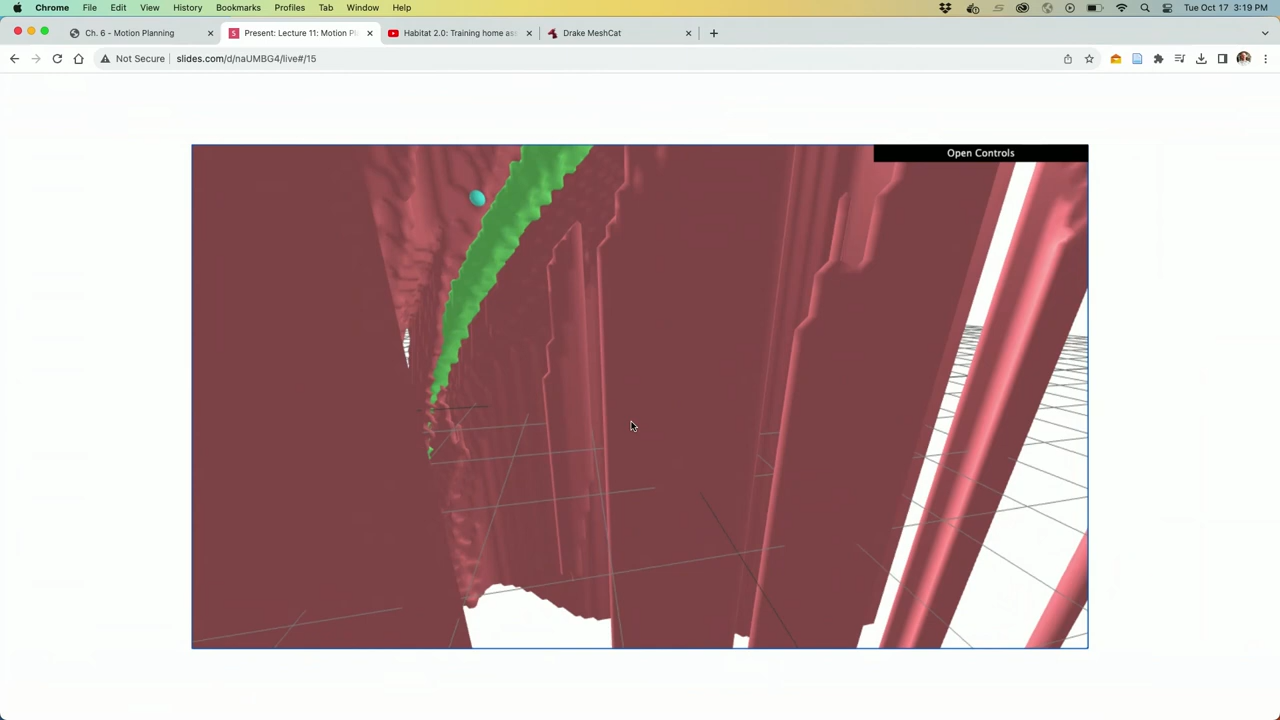 Chrome File Edit View History Bookmarks Profiles Tab Window Help Tue Oct 17 3:19 PM
Ch. 6 - Motion Planning Present: Lecture 11: Motion Pl Habitat 2.0: Training home as Drake MeshCat
Not Secure slides.com/d/naUMBG4/live#/15
Open Controls